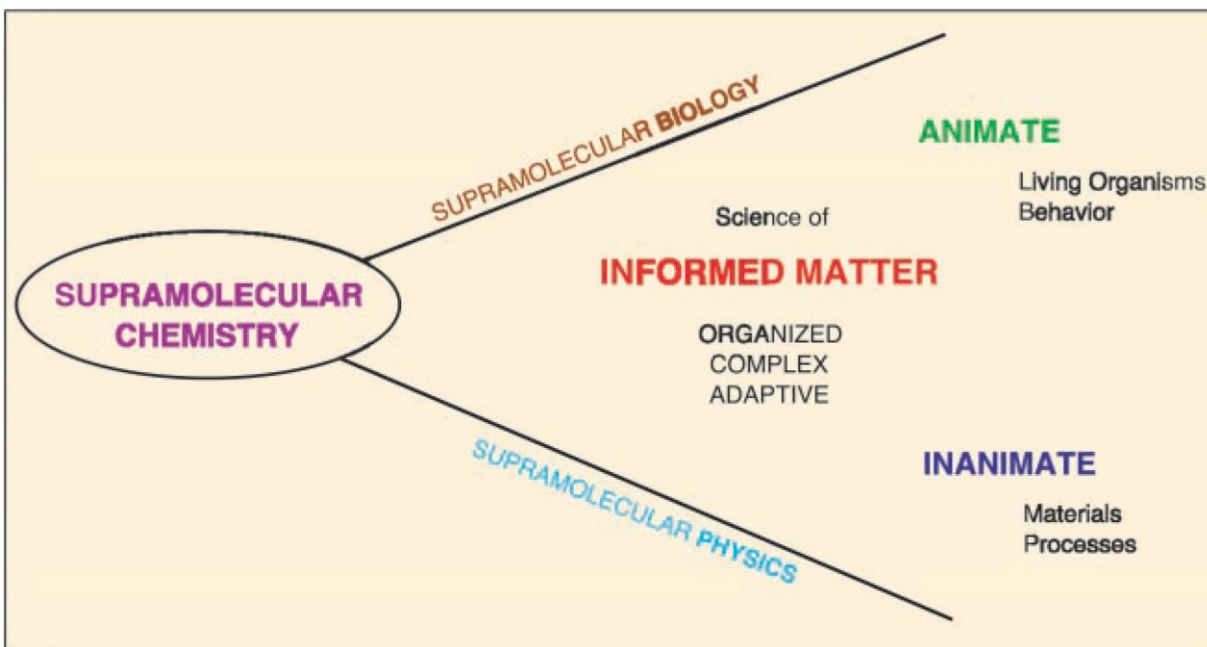 SUPRAMOLECULAR BIOLOGY
ANIMATE
Living Organisms
Behavior
Science of
INFORMED MATTER
SUPRAMOLECULAR
CHEMISTRY
ORGANIZED
COMPLEX
ADAPTIVE
SUPRAMOLECULAR PHYSICS
INANIMATE
Materials
Processes